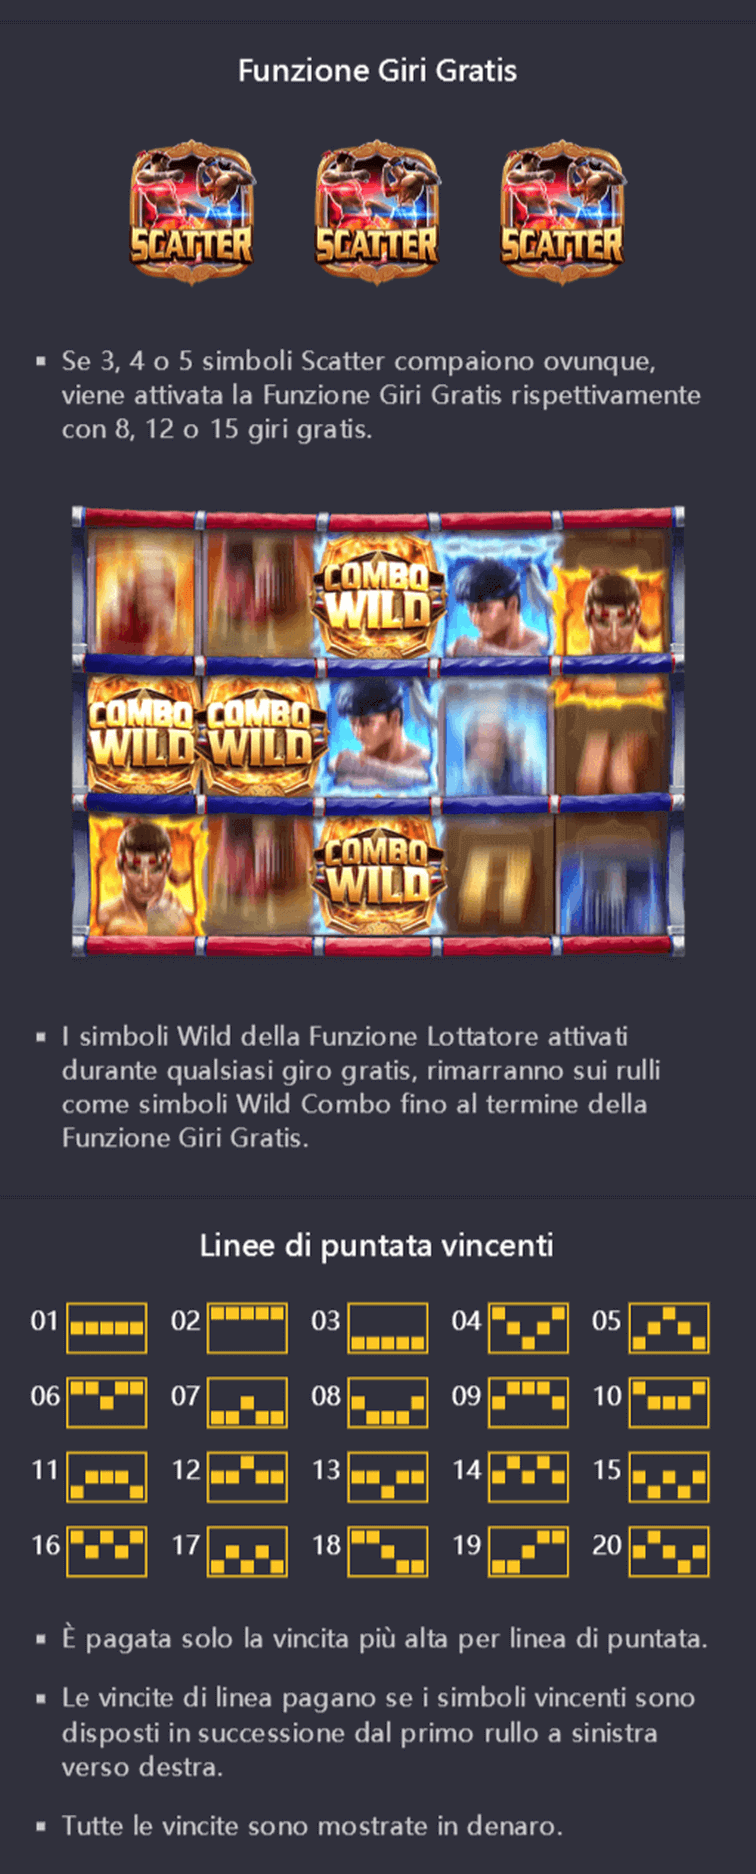 Funzione Giri Gratis
SCATTER SCATTER SCATTER
Se 3, 4 o 5 simboli Scatter compaiono ovunque,
viene attivata la Funzione Giri Gratis rispettivamente
con 8, 12 o 15 giri gratis.
COMBO
WILD
COMBO COMBO
WILD WILD
COMBO
WILD
I simboli Wild della Funzione Lottatore attivati
durante qualsiasi giro gratis, rimarranno sui rulli
come simboli Wild Combo fino al termine della
Funzione Giri Gratis.
Linee di puntata vincenti
01 02 03 04 05
06 07 08 09 10
11 12 13 14 15
16 17 18 19 20
È pagata solo la vincita più alta per linea di puntata.
Le vincite di linea pagano se i simboli vincenti sono
disposti in successione dal primo rullo a sinistra
verso destra.
Tutte le vincite sono mostrate in denaro.